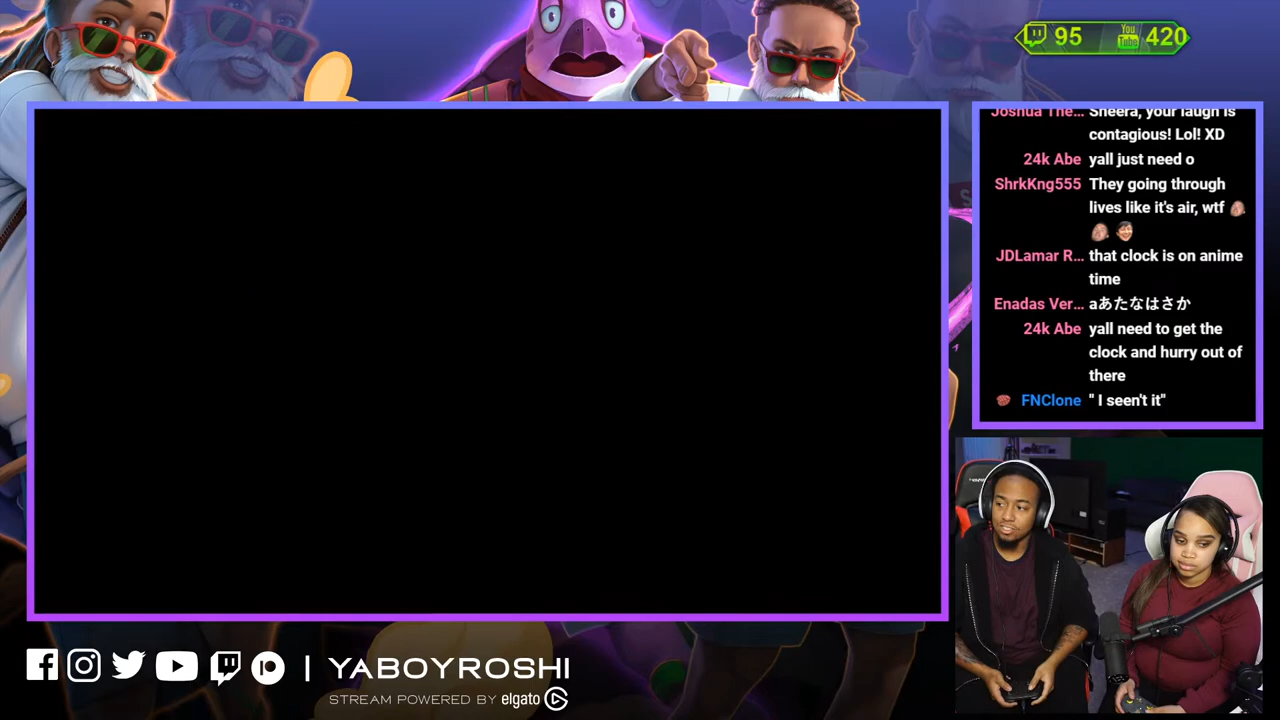 95
You
Tube
420
Joshua The... Sheera, your laugh is
contagious! Lol! XD
24k Abe yall just need o
ShrkKng555 They going through
lives like it's air, wtf
JDLamar R... that clock is on anime
time
Enadas Ver... aあたなはさか
24k Abe yall need to get the
clock and hurry out of
there
FNClone " I seen't it"
| YABOYROSHI
STREAM POWERED BY elgato